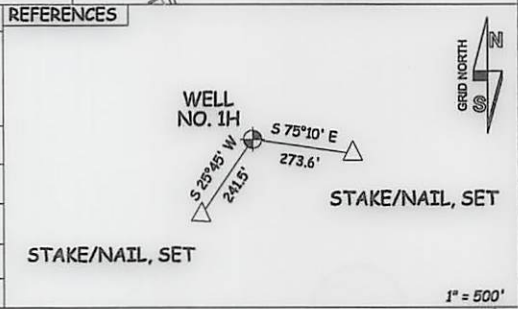 REFERENCES
N
GRID NORTH
S
WELL
NO. 1H
S 75°10' E
273.6'
S 25°45' W
241.5'
STAKE/NAIL, SET
STAKE/NAIL, SET
1" = 500'